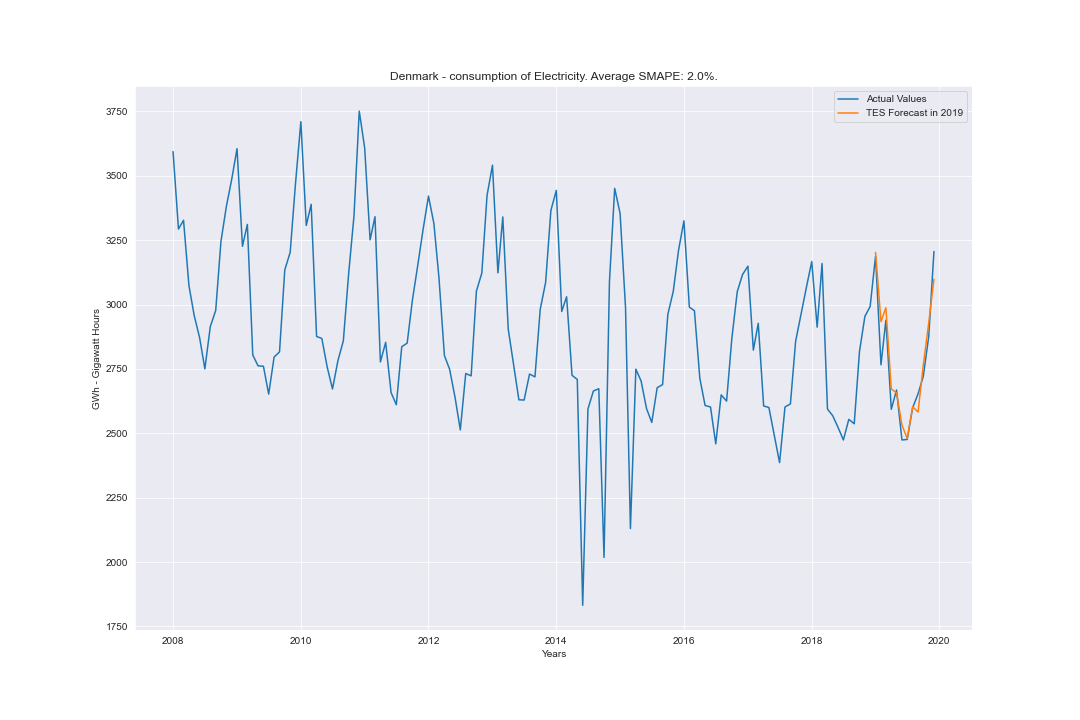 Denmark - consumption of Electricity. Average SMAPE: 2.0%.
Actual Values
TES Forecast in 2019
GWh - Gigawatt Hours
3750
3500
3250
3000
2750
2500
2250
2000
1750
2008 2010 2012 2014 2016 2018 2020
Years